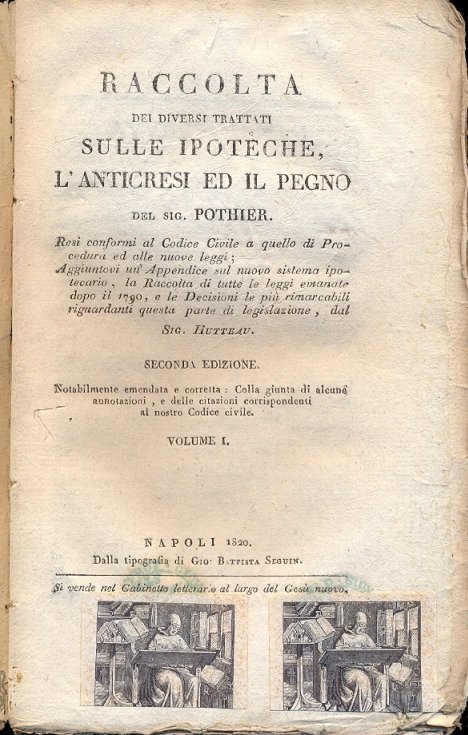 RACCOLTA
DEI DIVERSI TRATTATI
SULLE IPOTECHE,
L'ANTICRESI ED IL PEGNO
DEL SIG. POTHIER.
Resi conformi al Codice Civile a quello di Pro-
cedura ed alle nuove leggi;
Aggiuntovi un' Appendice sul nuovo sistema ipo-
tecario, la Raccolta di tutte le leggi emanate
dopo il 1790, e le Decisioni le più rimarcabili
riguardanti questa parte di legislazione, dal
SIG. HUTTEAU.
SECONDA EDIZIONE.
Notabilmente emendata e corretta: Colla giunta di alcune
annotazioni, e delle citazioni corrispondenti
al nostro Codice civile.
VOLUME I.
NAPOLI 1820.
Dalla tipografia di GIO. BATTISTA SEGUIN.
Si vende nel Gabinetto letterario al largo del Gesù nuovo.